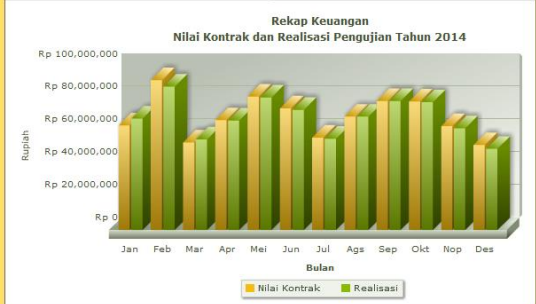 Rekap Keuangan
Nilai Kontrak dan Realisasi Pengujian Tahun 2014
Rp 100,000,000
Rp 80,000,000
Rp 60,000,000
Rp 40,000,000
Rp 20,000,000
Rp 0
Rupiah
Jan Feb Mar Apr Mei Jun Jul Ags Sep Okt Nop Des
Bulan
Nilai Kontrak Realisasi